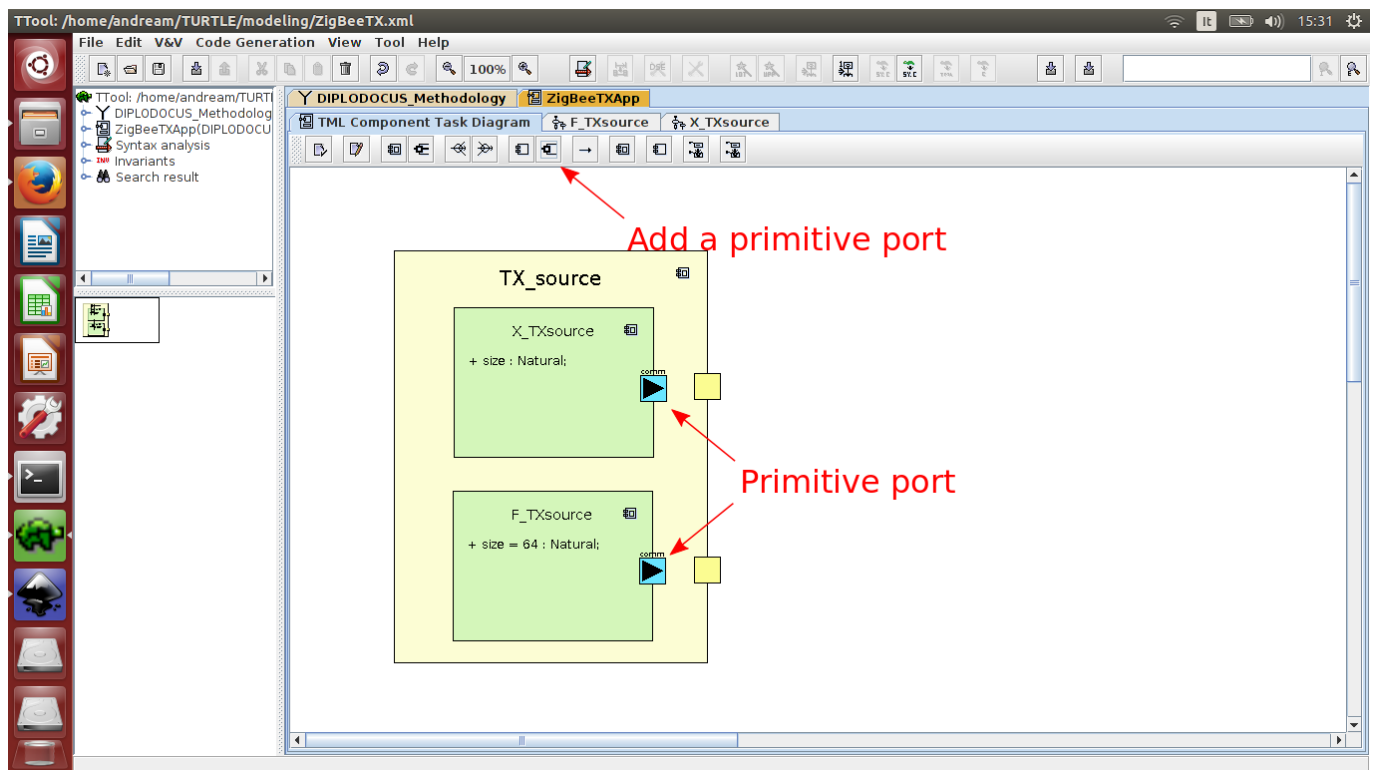 TTool: /home/andream/TURTLE/modeling/ZigBeeTX.xml
It
15:31
File Edit V&V Code Generation View Tool Help
100%
TTool: /home/andream/TURTL
DIPLODOCUS_Methodolog
ZigBeeTXApp(DIPLODOCU
Syntax analysis
INV Invariants
Search result
DIPLODOCUS_Methodology ZigBeeTXApp
TML Component Task Diagram F_TXsource X_TXsource
Add a primitive port
TX_source
X_TXsource
+ size : Natural;
comm
Primitive port
F_TXsource
+ size = 64 : Natural;
comm